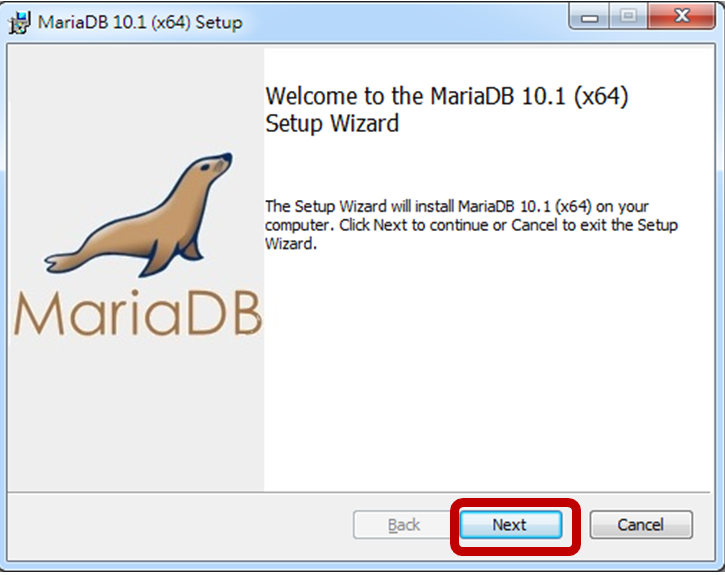 MariaDB 10.1 (x64) Setup
Welcome to the MariaDB 10.1 (x64)
Setup Wizard
The Setup Wizard will install MariaDB 10.1 (x64) on your
computer. Click Next to continue or Cancel to exit the Setup
Wizard.
MariaDB
Back
Next
Cancel